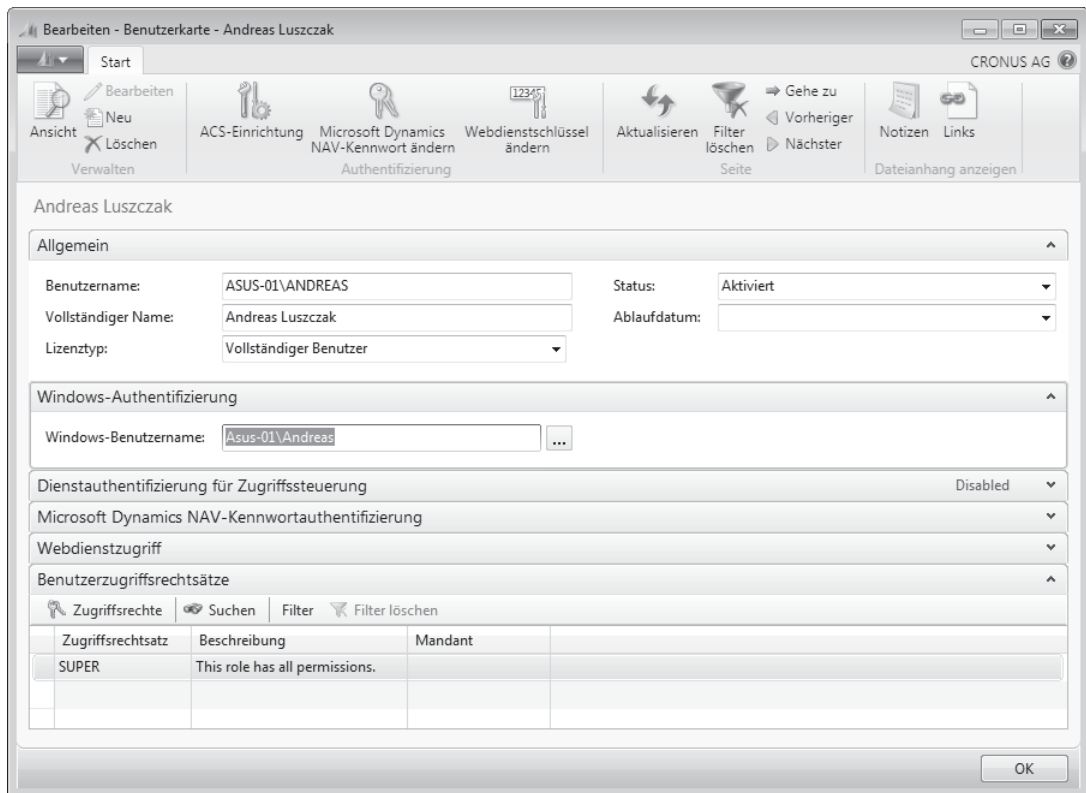 Bearbeiten - Benutzerkarte - Andreas Luszczak
Start
CRONUS AG
Ansicht
Bearbeiten
Neu
Löschen
Verwalten
ACS-Einrichtung
Microsoft Dynamics
NAV-Kennwort ändern
12345
Webdienstschlüssel
ändern
Authentifizierung
Aktualisieren
Filter
löschen
Gehe zu
Vorheriger
Nächster
Seite
Notizen
Links
Dateianhang anzeigen
Andreas Luszczak
Allgemein
Benutzername: ASUS-01\ANDREAS
Vollständiger Name: Andreas Luszczak
Lizenztyp: Vollständiger Benutzer
Status: Aktiviert
Ablaufdatum:
Windows-Authentifizierung
Windows-Benutzername: Asus-01\Andreas ...
Dienstauthentifizierung für Zugriffssteuerung Disabled
Microsoft Dynamics NAV-Kennwortauthentifizierung
Webdienstzugriff
Benutzerzugriffsrechtsätze
Zugriffsrechte Suchen Filter Filter löschen
Zugriffsrechtsatz Beschreibung Mandant
SUPER This role has all permissions.
OK